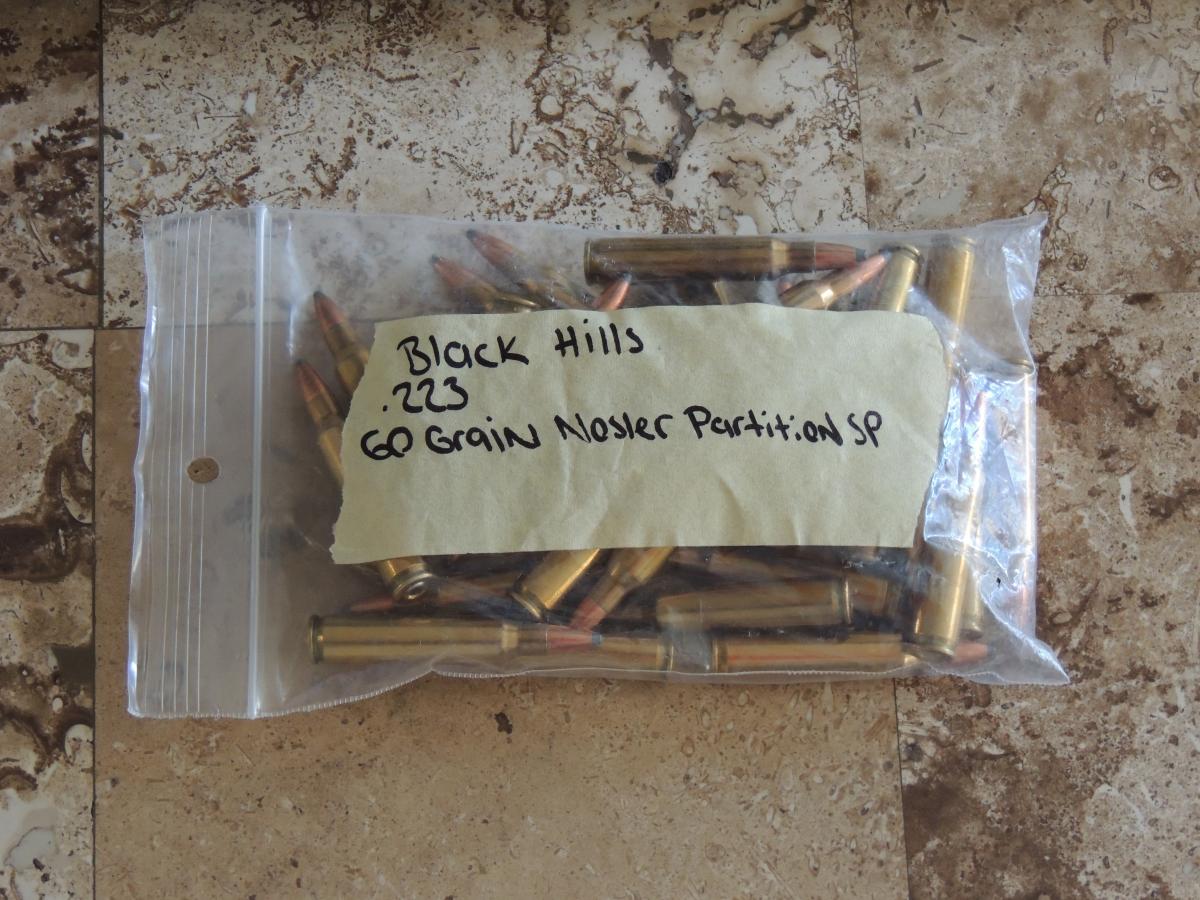 Black Hills
.223
60 Grain Nosler Partition SP